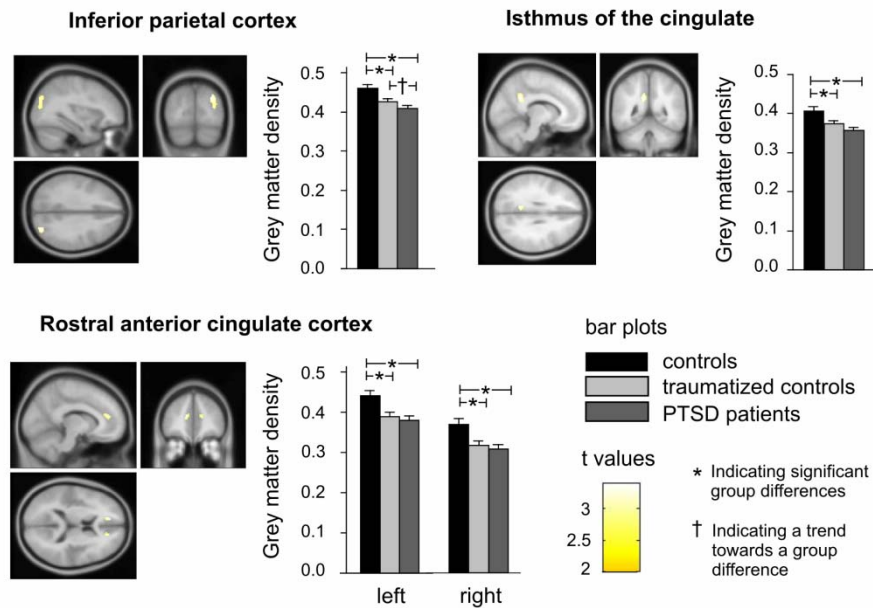 Inferior parietal cortex
Isthmus of the cingulate
Grey matter density
0.5
0.4
0.3
0.2
0.1
0.0
*
*
†
Grey matter density
0.5
0.4
0.3
0.2
0.1
0.0
*
*
Rostral anterior cingulate cortex
Grey matter density
0.5
0.4
0.3
0.2
0.1
0.0
*
*
*
*
left
right
bar plots
controls
traumatized controls
PTSD patients
t values
3
2.5
2
* Indicating significant
group differences
† Indicating a trend
towards a group
difference